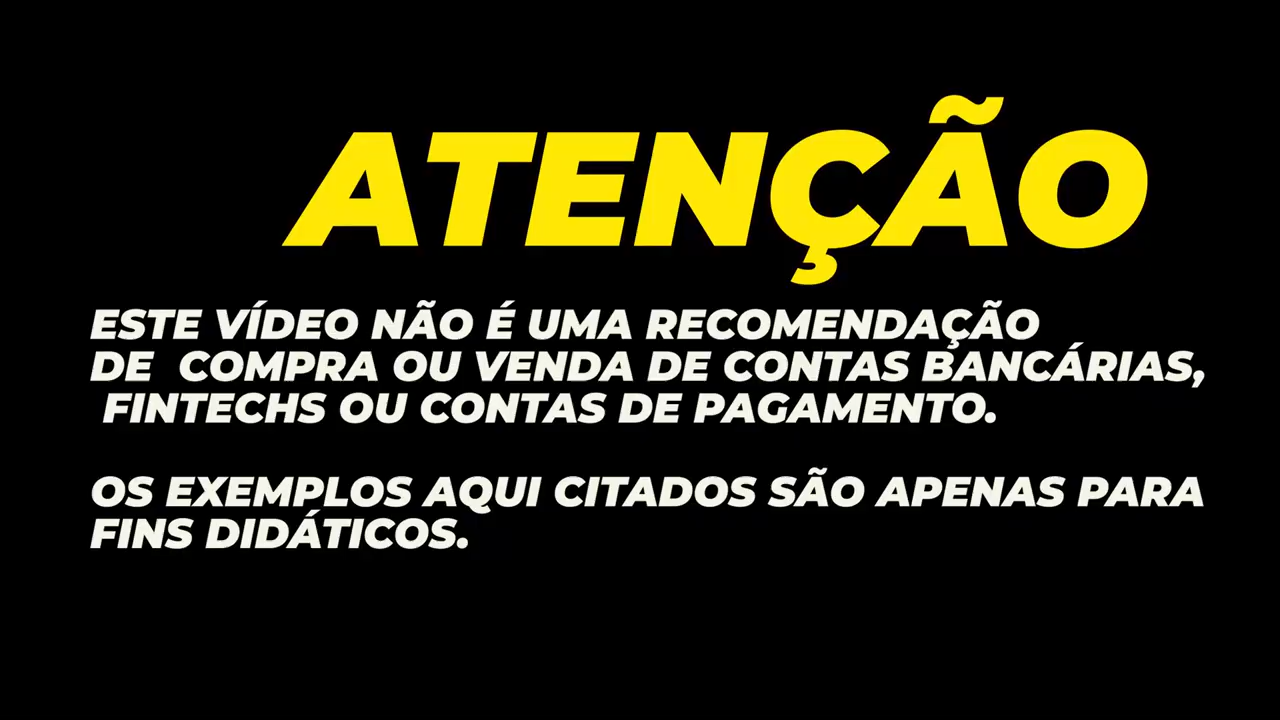 ATENÇÃO
ESTE VÍDEO NÃO É UMA RECOMENDAÇÃO
DE COMPRA OU VENDA DE CONTAS BANCÁRIAS,
FINTECHS OU CONTAS DE PAGAMENTO.
OS EXEMPLOS AQUI CITADOS SÃO APENAS PARA
FINS DIDÁTICOS.